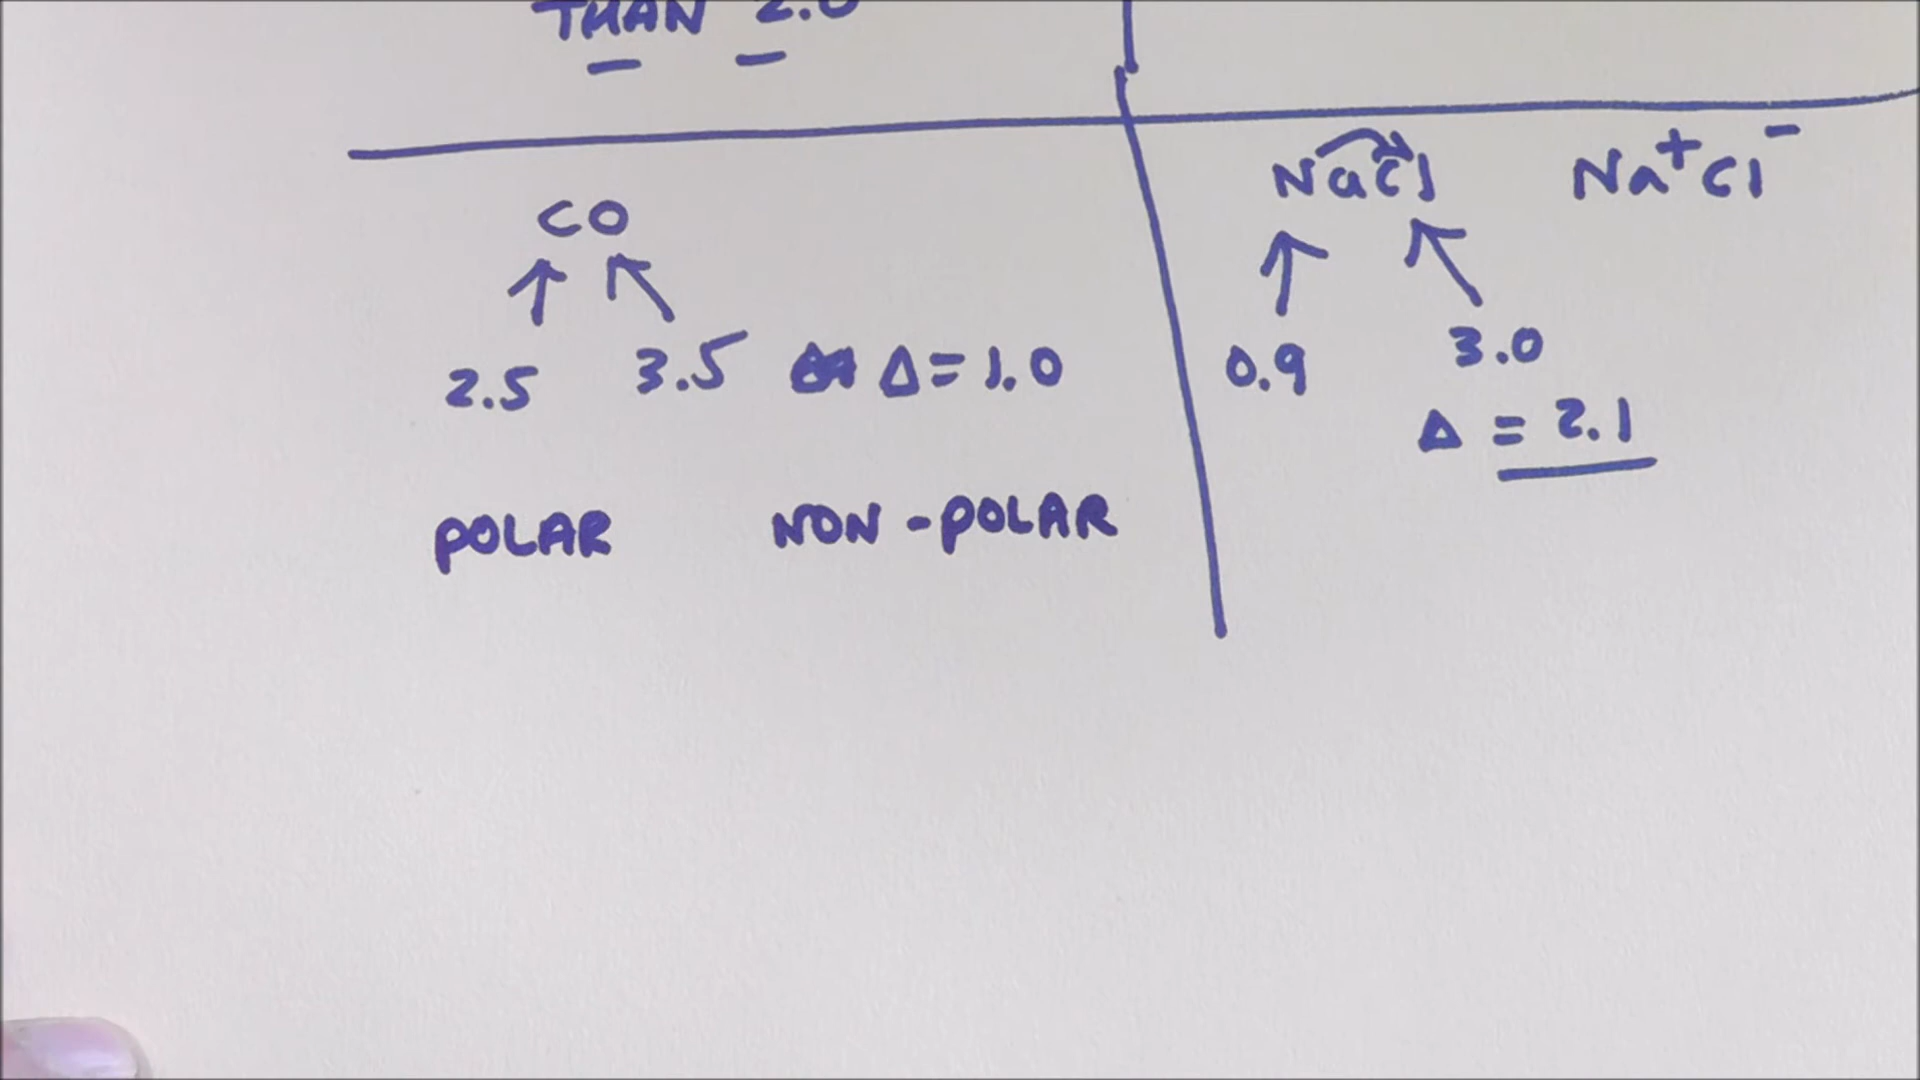 THAN 2.0
CO
2.5 3.5 Δ = 1.0
POLAR NON-POLAR
NaCl Na⁺Cl⁻
0.9 3.0
Δ = 2.1